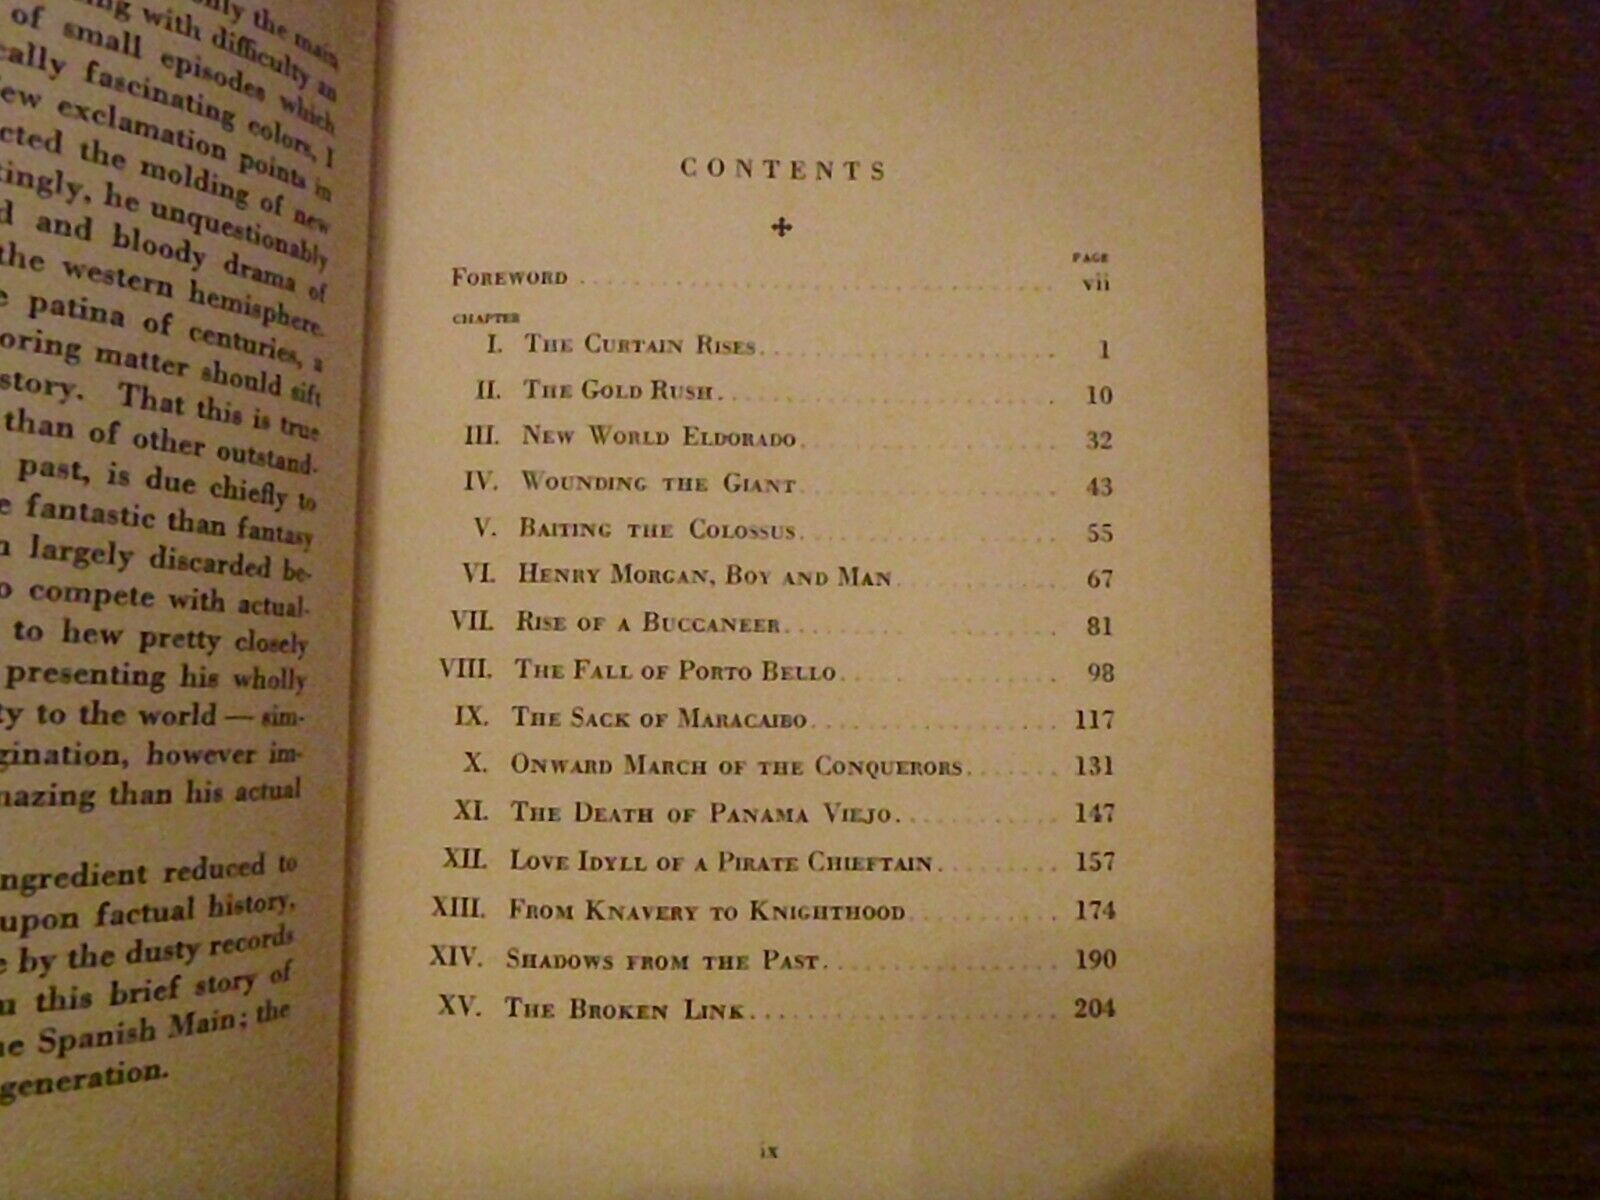 only the main
with difficulty an
of small episodes which
fascinating colors, I
exclamation points in
the molding of new
he unquestionably
and bloody drama of
the western hemisphere.
patina of centuries, a
matter should sift
story. That this is true
than of other outstand-
past, is due chiefly to
fantastic than fantasy
largely discarded be-
compete with actual-
to hew pretty closely
presenting his wholly
to the world — sim-
however im-
than his actual
ingredient reduced to
upon factual history,
by the dusty records
this brief story of
Spanish Main; the
generation.
CONTENTS
PAGE
FOREWORD . . . . . . . . . . . . . . . . vii
CHAPTER
I. THE CURTAIN RISES . . . . . . . . . . 1
II. THE GOLD RUSH . . . . . . . . . . 10
III. NEW WORLD ELDORADO . . . . . . . . . . 32
IV. WOUNDING THE GIANT . . . . . . . . . . 43
V. BAITING THE COLOSSUS . . . . . . . . . . 55
VI. HENRY MORGAN, BOY AND MAN . . . . . . . 67
VII. RISE OF A BUCCANEER . . . . . . . . . . 81
VIII. THE FALL OF PORTO BELLO . . . . . . . . 98
IX. THE SACK OF MARACAIBO . . . . . . . . . 117
X. ONWARD MARCH OF THE CONQUERORS . . . . . 131
XI. THE DEATH OF PANAMA VIEJO . . . . . . . 147
XII. LOVE IDYLL OF A PIRATE CHIEFTAIN . . . . . 157
XIII. FROM KNAVERY TO KNIGHTHOOD . . . . . . 174
XIV. SHADOWS FROM THE PAST . . . . . . . . . 190
XV. THE BROKEN LINK . . . . . . . . . . . . 204
ix